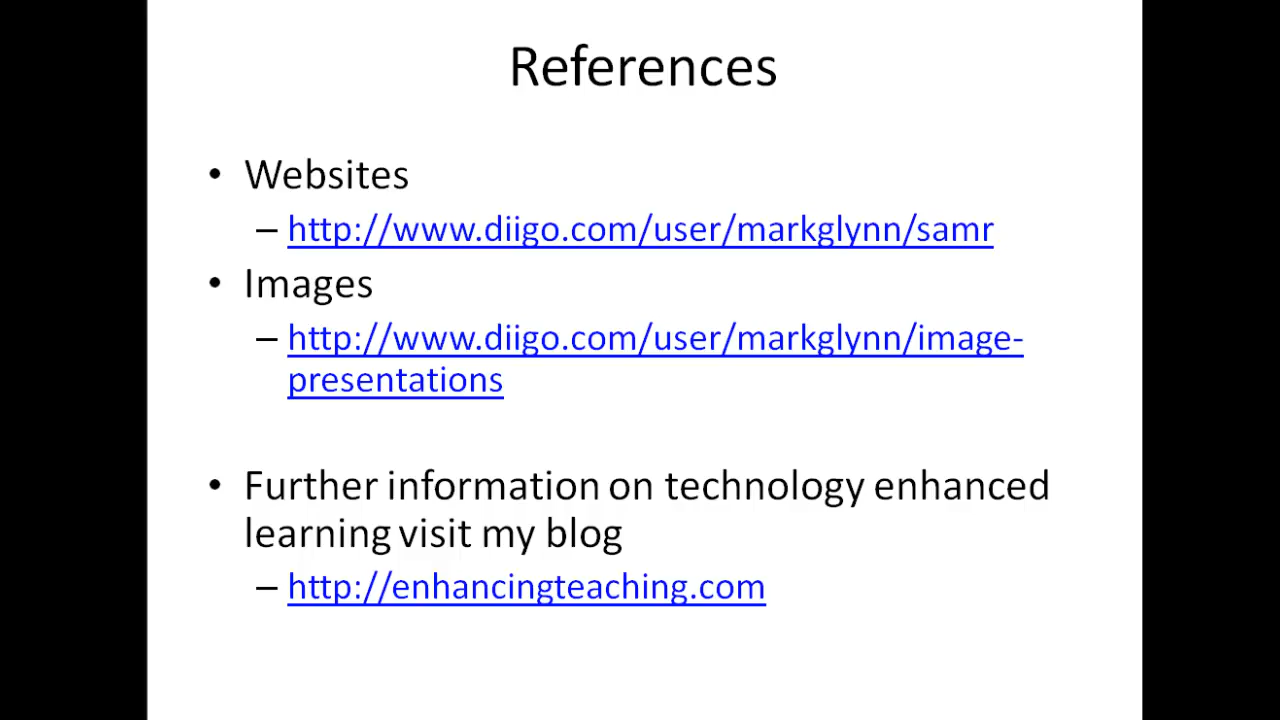 References
• Websites
– http://www.diigo.com/user/markglynn/samr
• Images
– http://www.diigo.com/user/markglynn/image-
presentations
• Further information on technology enhanced
learning visit my blog
– http://enhancingteaching.com